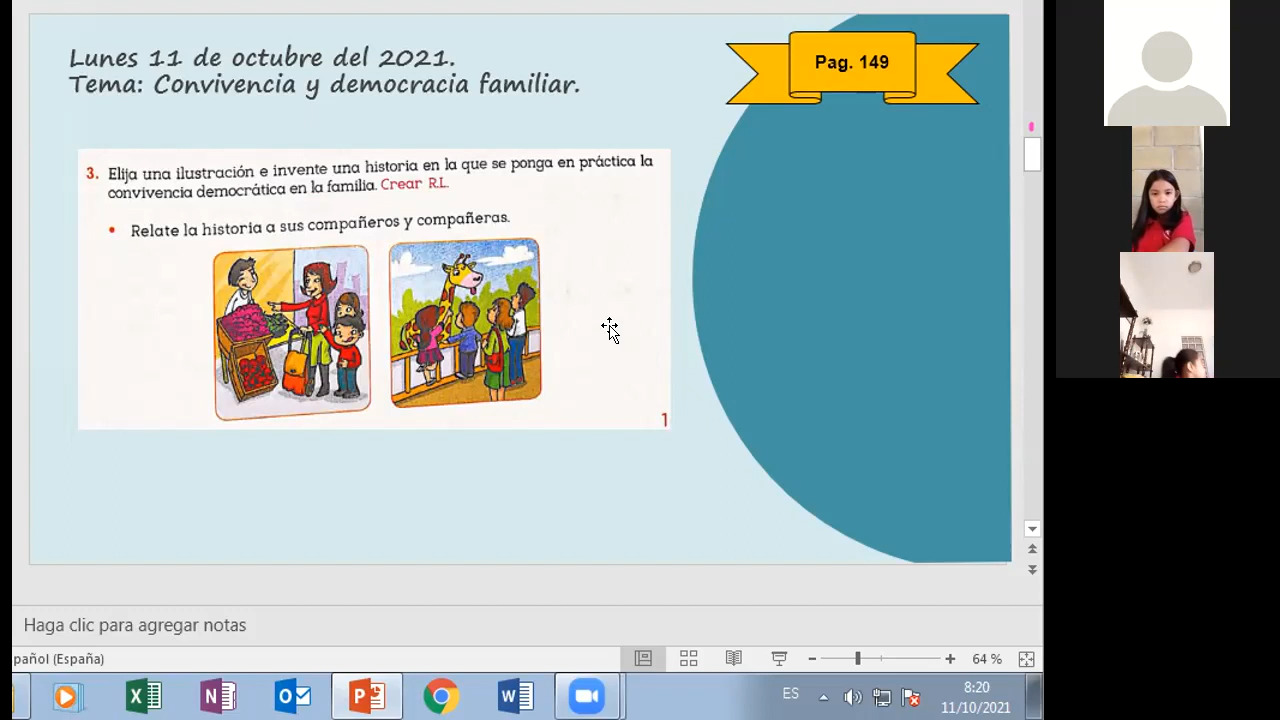 Lunes 11 de octubre del 2021.
Tema: Convivencia y democracia familiar.
Pag. 149
3. Elija una ilustración e invente una historia en la que se ponga en práctica la
convivencia democrática en la familia. Crear R.L.
• Relate la historia a sus compañeros y compañeras.
1
Haga clic para agregar notas
pañol (España)
64 %
ES
8:20
11/10/2021